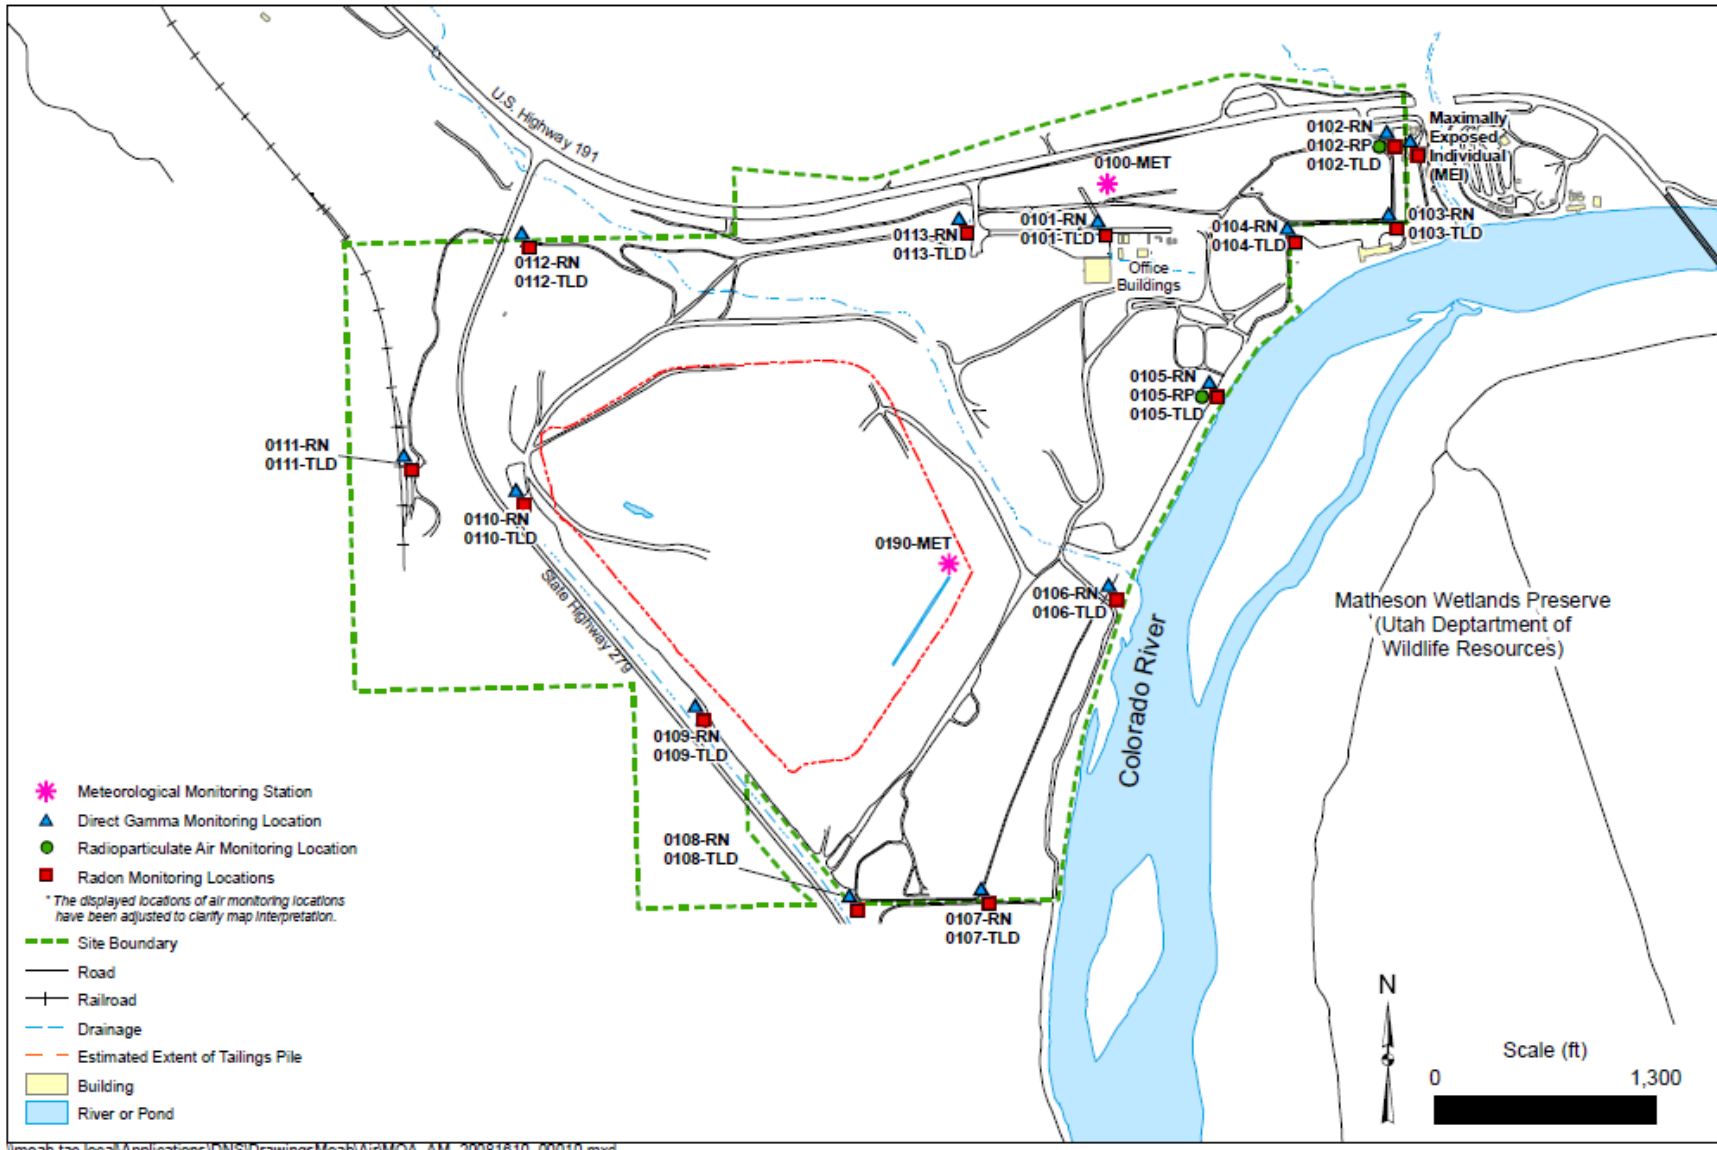 U.S. Highway 191
0100-MET
0102-RN
0102-RP
0102-TLD
Maximally
Exposed
Individual
(MEI)
0103-RN
0103-TLD
0104-RN
0104-TLD
0101-RN
0101-TLD
0113-RN
0113-TLD
0112-RN
0112-TLD
Office
Buildings
0105-RN
0105-RP
0105-TLD
0111-RN
0111-TLD
0110-RN
0110-TLD
0190-MET
State Highway 279
0106-RN
0106-TLD
Matheson Wetlands Preserve
(Utah Deptartment of
Wildlife Resources)
Colorado River
0109-RN
0109-TLD
0108-RN
0108-TLD
0107-RN
0107-TLD
Meteorological Monitoring Station
Direct Gamma Monitoring Location
Radioparticulate Air Monitoring Location
Radon Monitoring Locations
* The displayed locations of air monitoring locations
have been adjusted to clarify map interpretation.
Site Boundary
Road
Railroad
Drainage
Estimated Extent of Tailings Pile
Building
River or Pond
N
Scale (ft)
0 1,300